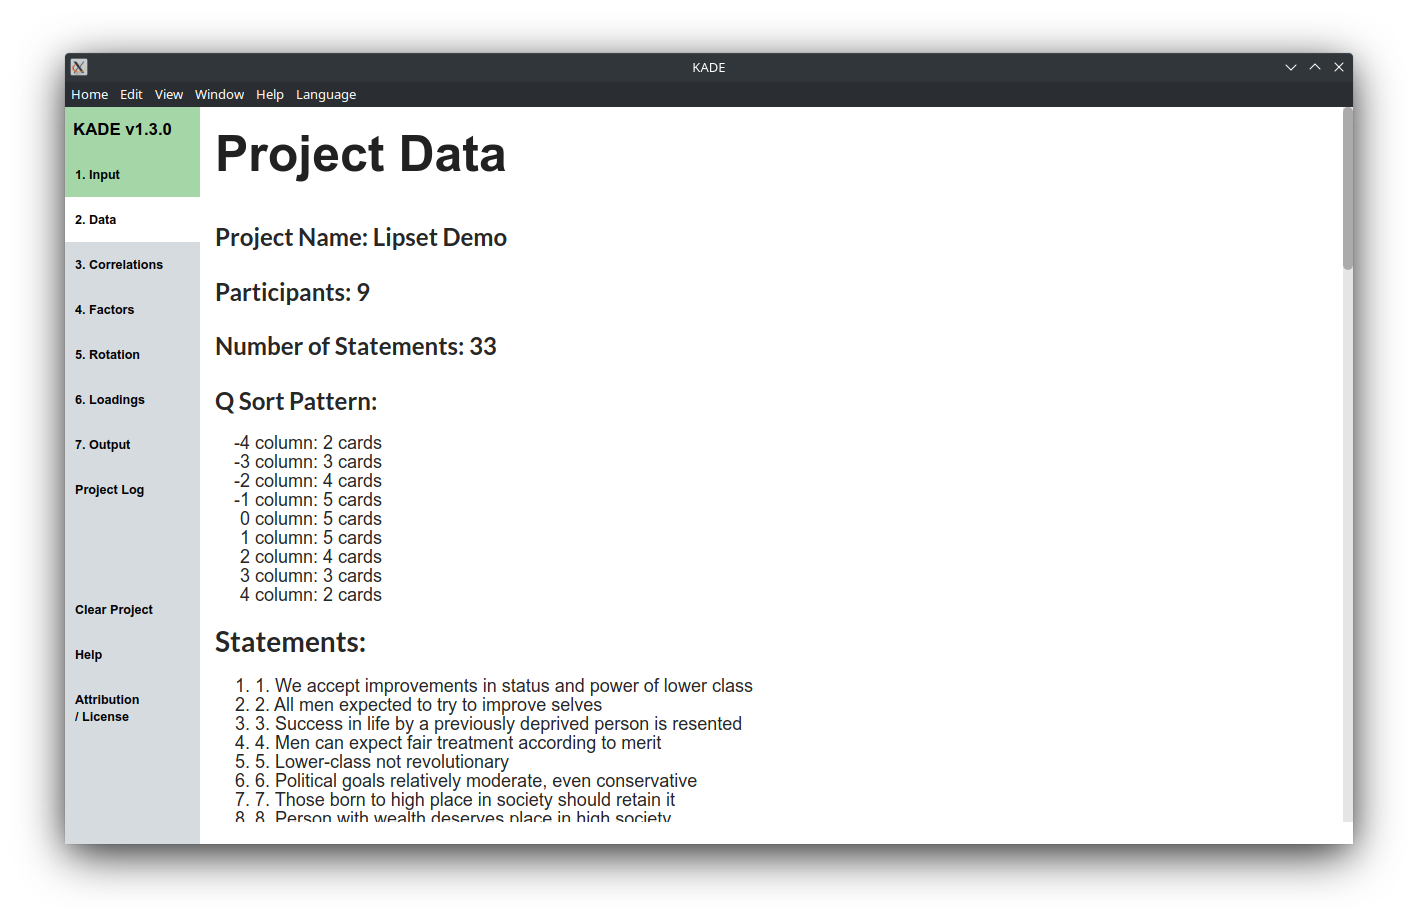 KADE
Home Edit View Window Help Language
KADE v1.3.0
1. Input
2. Data
3. Correlations
4. Factors
5. Rotation
6. Loadings
7. Output
Project Log
Clear Project
Help
Attribution
/ License
Project Data
Project Name: Lipset Demo
Participants: 9
Number of Statements: 33
Q Sort Pattern:
-4 column: 2 cards
-3 column: 3 cards
-2 column: 4 cards
-1 column: 5 cards
0 column: 5 cards
1 column: 5 cards
2 column: 4 cards
3 column: 3 cards
4 column: 2 cards
Statements:
1. 1. We accept improvements in status and power of lower class
2. 2. All men expected to try to improve selves
3. 3. Success in life by a previously deprived person is resented
4. 4. Men can expect fair treatment according to merit
5. 5. Lower-class not revolutionary
6. 6. Political goals relatively moderate, even conservative
7. 7. Those born to high place in society should retain it
8. 8. Person with wealth deserves place in high society